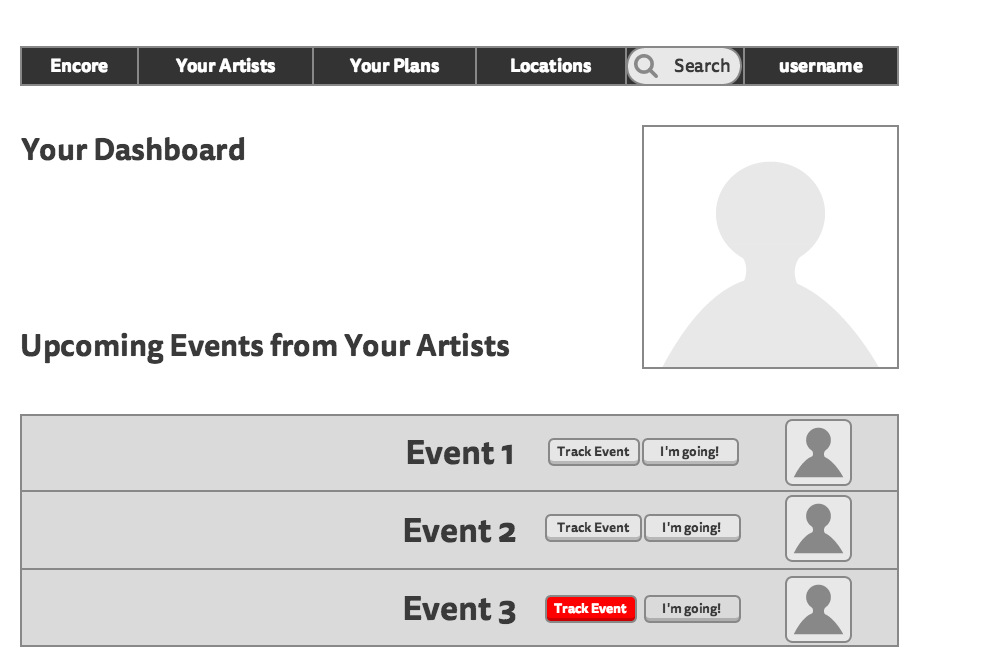 Encore Your Artists Your Plans Locations Search username
Your Dashboard
Upcoming Events from Your Artists
Event 1 Track Event I'm going!
Event 2 Track Event I'm going!
Event 3 Track Event I'm going!